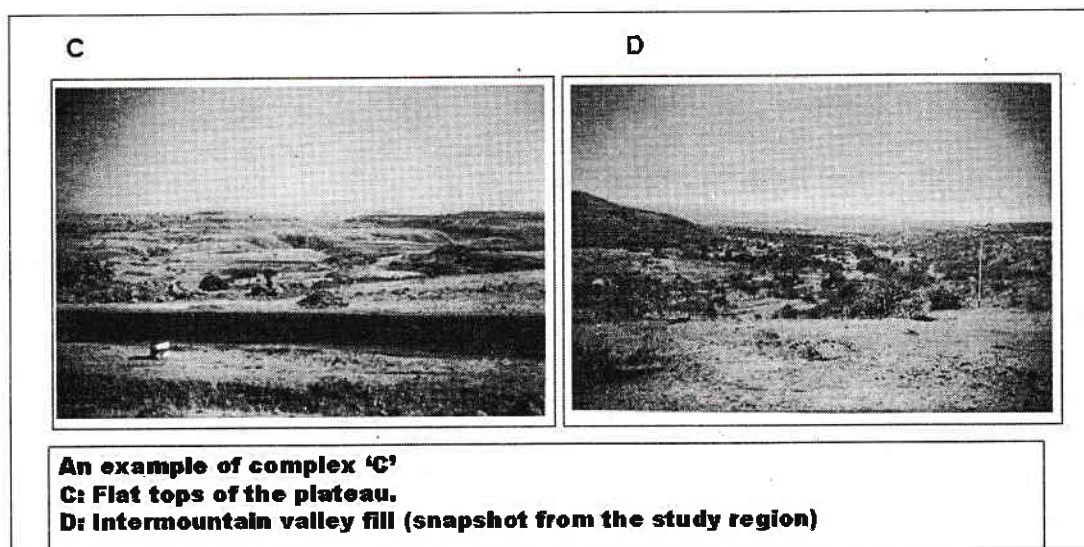 C D
An example of complex ‘C’
C: Flat tops of the plateau.
D: Intermountain valley fill (snapshot from the study region)